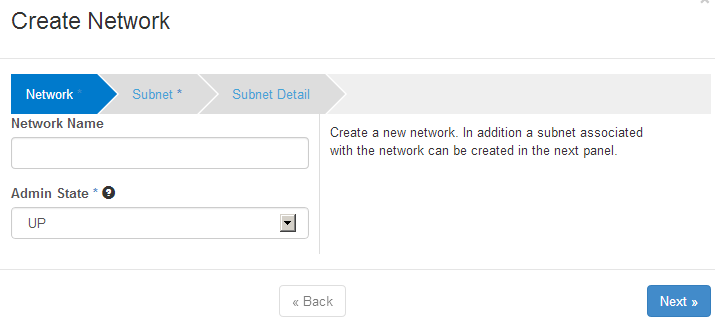 Create Network
Network *
Subnet *
Subnet Detail
Network Name
Create a new network. In addition a subnet associated
with the network can be created in the next panel.
Admin State * ?
UP
« Back
Next »